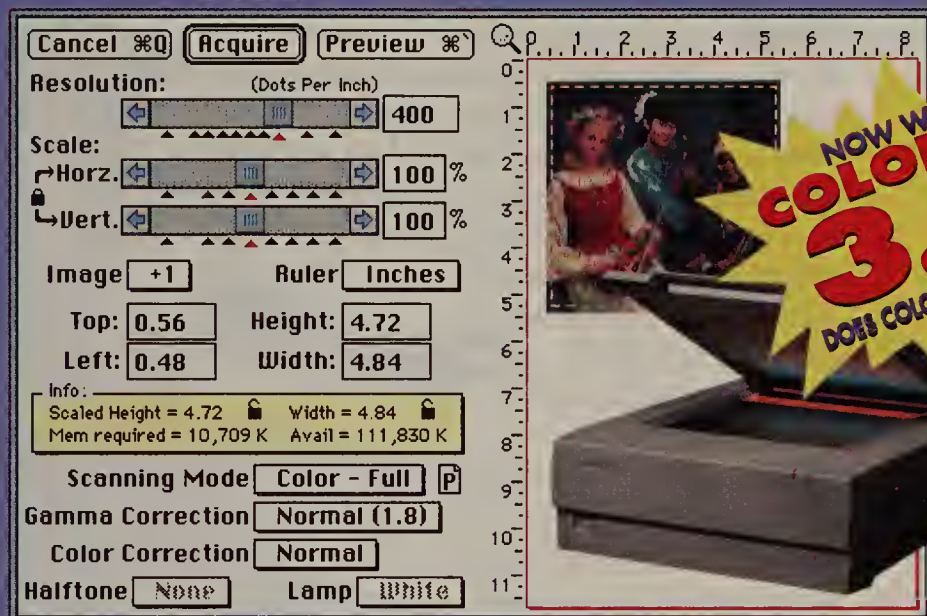 Cancel ⌘Q Acquire Preview ⌘`
Resolution: (Dots Per Inch)
400
Scale:
Horz. 100 %
Vert. 100 %
Image +1 Ruler Inches
Top: 0.56 Height: 4.72
Left: 0.48 Width: 4.84
Info:
Scaled Height = 4.72 Width = 4.84
Mem required = 10,709 K Avail = 111,830 K
Scanning Mode Color - Full P
Gamma Correction Normal (1.8)
Color Correction Normal
Halftone None Lamp White
0 1 2 3 4 5 6 7 8
0
1
2
3
4
5
6
7
8
9
10
11
NOW
3
DOES